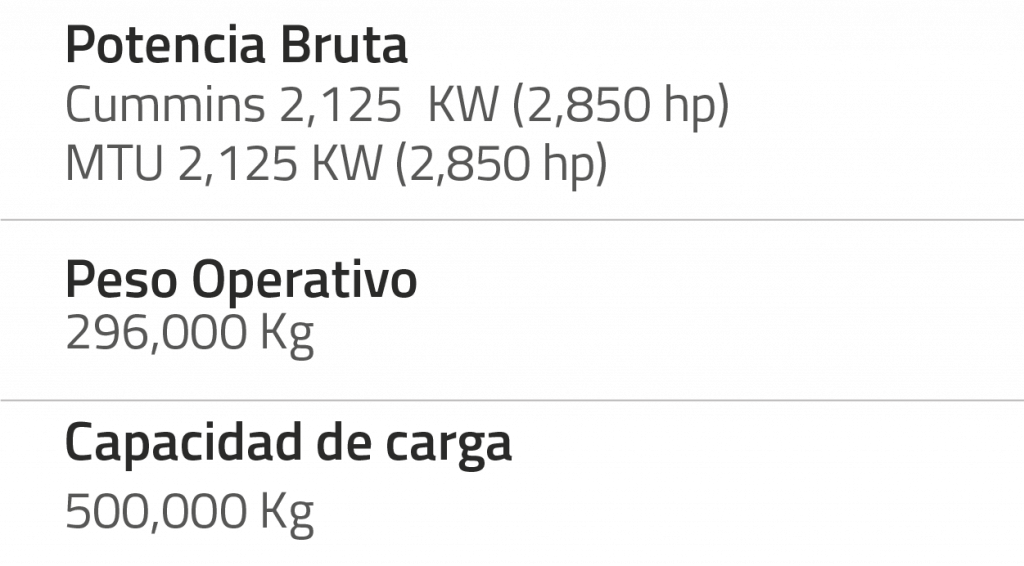 Potencia Bruta
Cummins 2,125  KW (2,850 hp)
MTU 2,125 KW (2,850 hp)
Peso Operativo
296,000 Kg
Capacidad de carga
500,000 Kg